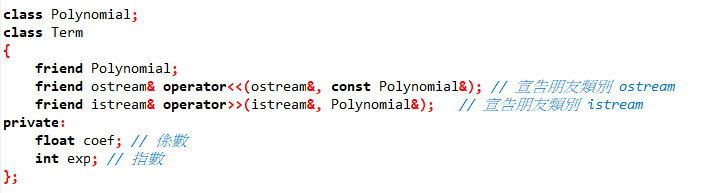 class Polynomial;
class Term
{
    friend Polynomial;
    friend ostream& operator<<(ostream&, const Polynomial&); // 宣告朋友類別 ostream
    friend istream& operator>>(istream&, Polynomial&);   // 宣告朋友類別 istream
private:
    float coef; // 係數
    int exp; // 指數
};